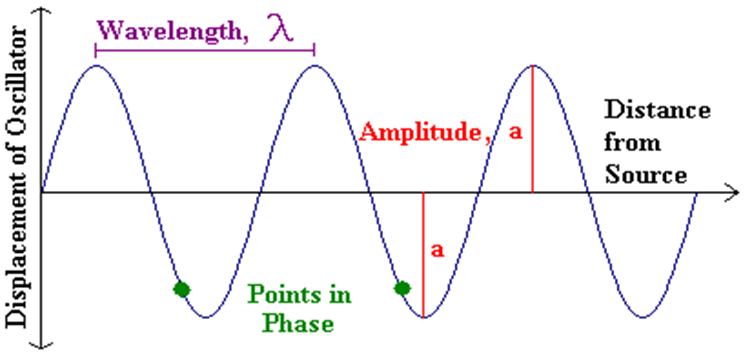 Wavelength, λ
Displacement of Oscillator
Amplitude, a
Distance
from
Source
a
Points in
Phase